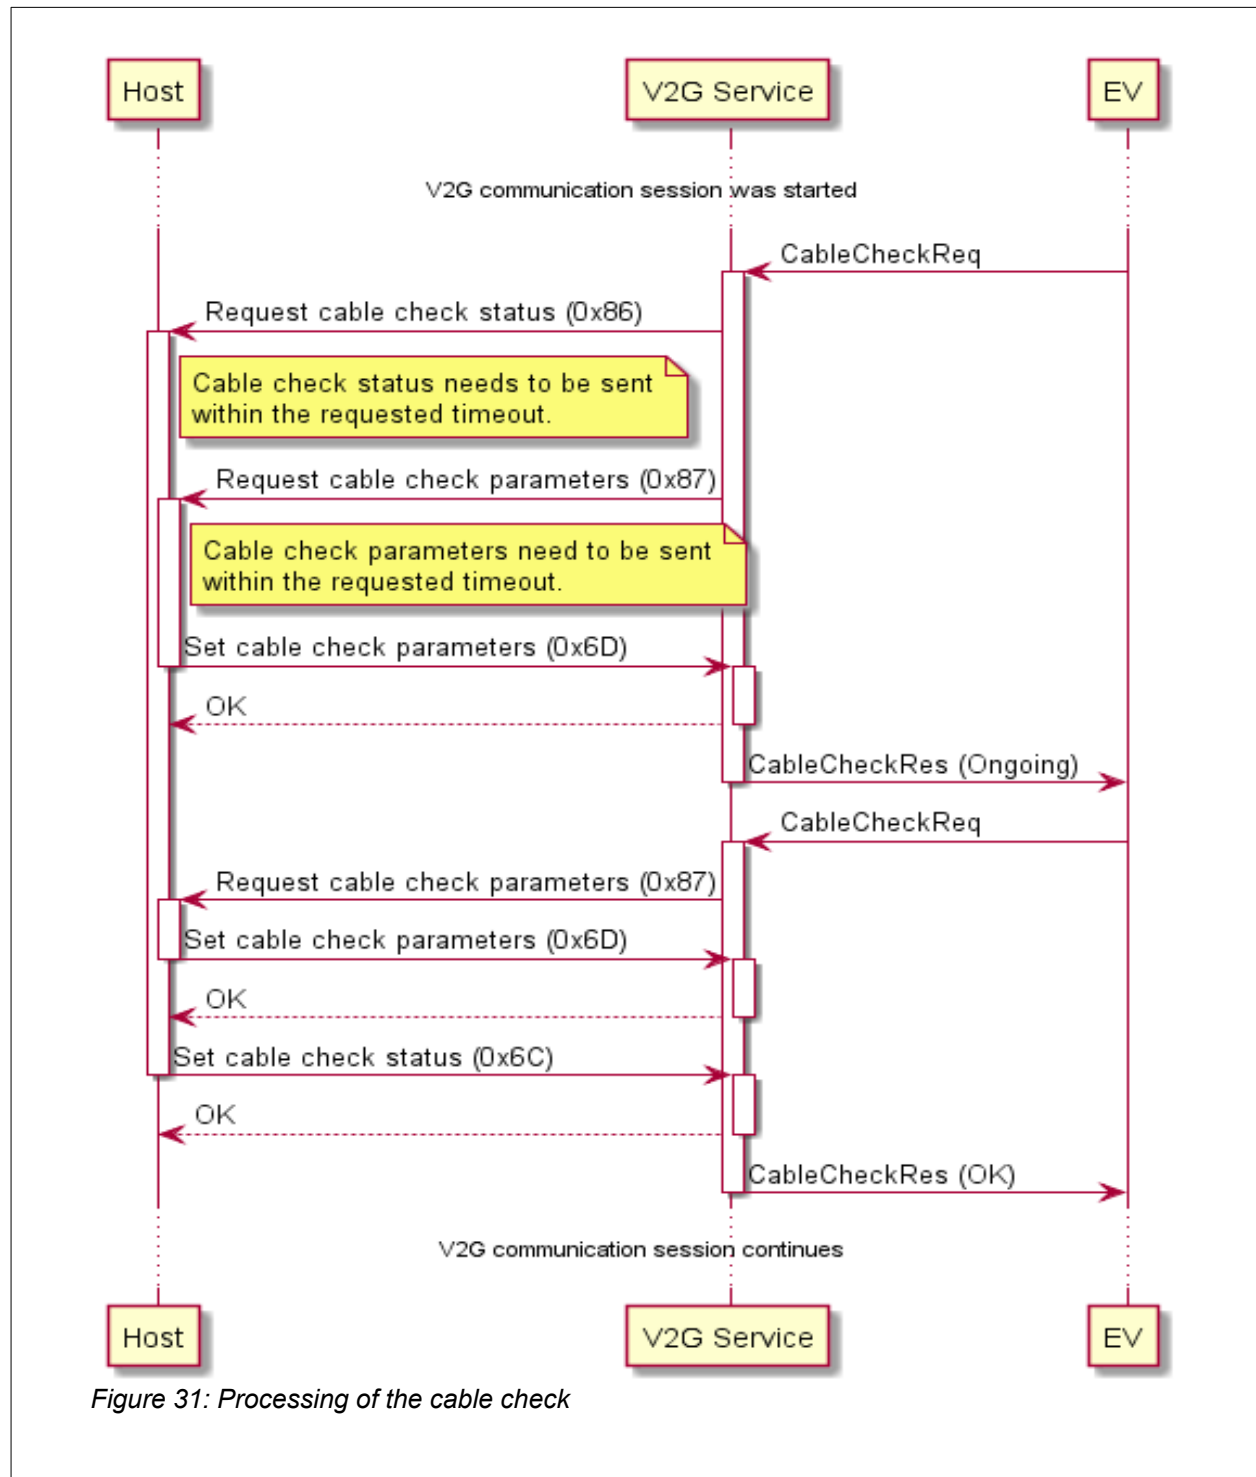 Host
V2G Service
EV
V2G communication session was started
CableCheckReq
Request cable check status (0x86)
Cable check status needs to be sent
within the requested timeout.
Request cable check parameters (0x87)
Cable check parameters need to be sent
within the requested timeout.
Set cable check parameters (0x6D)
OK
CableCheckRes (Ongoing)
CableCheckReq
Request cable check parameters (0x87)
Set cable check parameters (0x6D)
OK
Set cable check status (0x6C)
OK
CableCheckRes (OK)
V2G communication session continues
Host
V2G Service
EV
Figure 31: Processing of the cable check